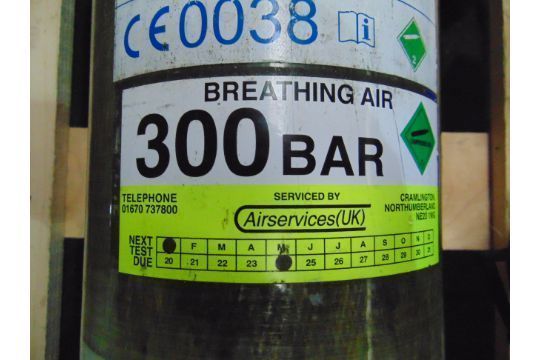 CE0038
2
BREATHING AIR
300 BAR
TELEPHONE
01670 737800
SERVICED BY
Airservices(UK)
CRAMLINGTON
NORTHUMBERLAND
NEXT TEST DUE
F M A M J J A S O N D
20 21 22 23 25 26 27 28 29 30